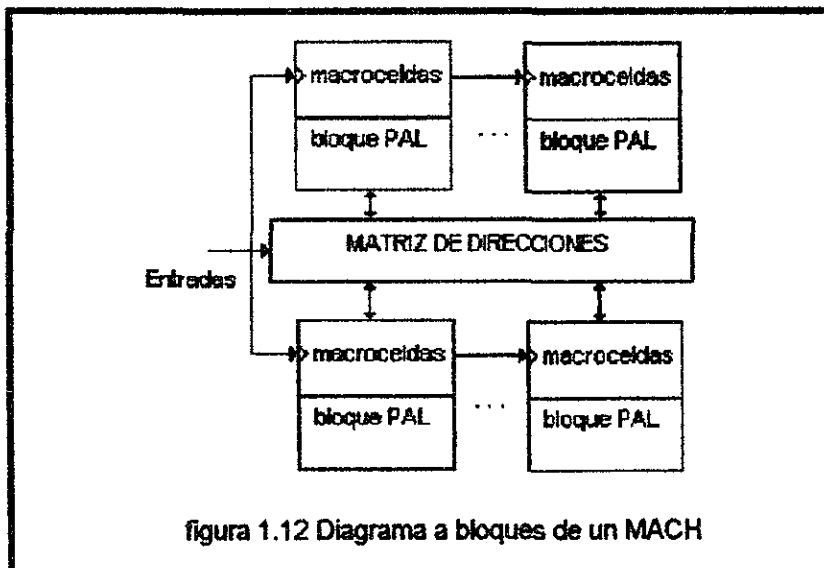 macroceldas
macroceldas
bloque PAL
...
bloque PAL
MATRIZ DE DIRECCIONES
Entradas
macroceldas
macroceldas
bloque PAL
...
bloque PAL
figura 1.12 Diagrama a bloques de un MACH